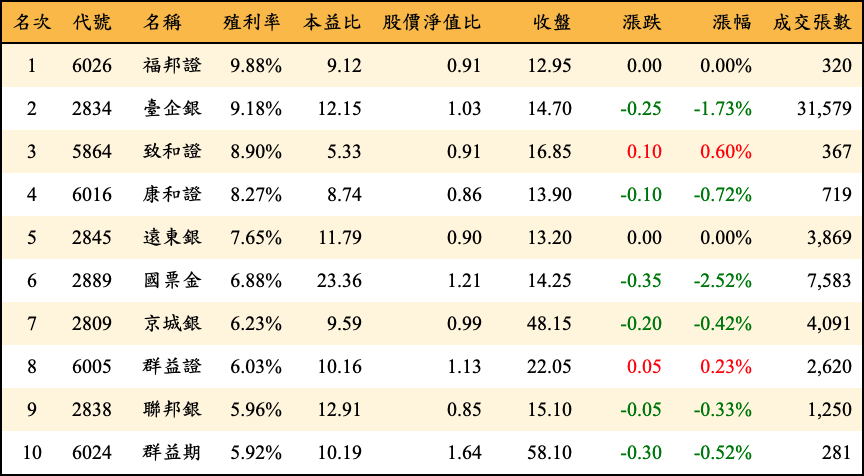 名次 代號 名稱 殖利率 本益比 股價淨值比 收盤 漲跌 漲幅 成交張數
1 6026 福邦證 9.88% 9.12 0.91 12.95 0.00 0.00% 320
2 2834 臺企銀 9.18% 12.15 1.03 14.70 -0.25 -1.73% 31,579
3 5864 致和證 8.90% 5.33 0.91 16.85 0.10 0.60% 367
4 6016 康和證 8.27% 8.74 0.86 13.90 -0.10 -0.72% 719
5 2845 遠東銀 7.65% 11.79 0.90 13.20 0.00 0.00% 3,869
6 2889 國票金 6.88% 23.36 1.21 14.25 -0.35 -2.52% 7,583
7 2809 京城銀 6.23% 9.59 0.99 48.15 -0.20 -0.42% 4,091
8 6005 群益證 6.03% 10.16 1.13 22.05 0.05 0.23% 2,620
9 2838 聯邦銀 5.96% 12.91 0.85 15.10 -0.05 -0.33% 1,250
10 6024 群益期 5.92% 10.19 1.64 58.10 -0.30 -0.52% 281